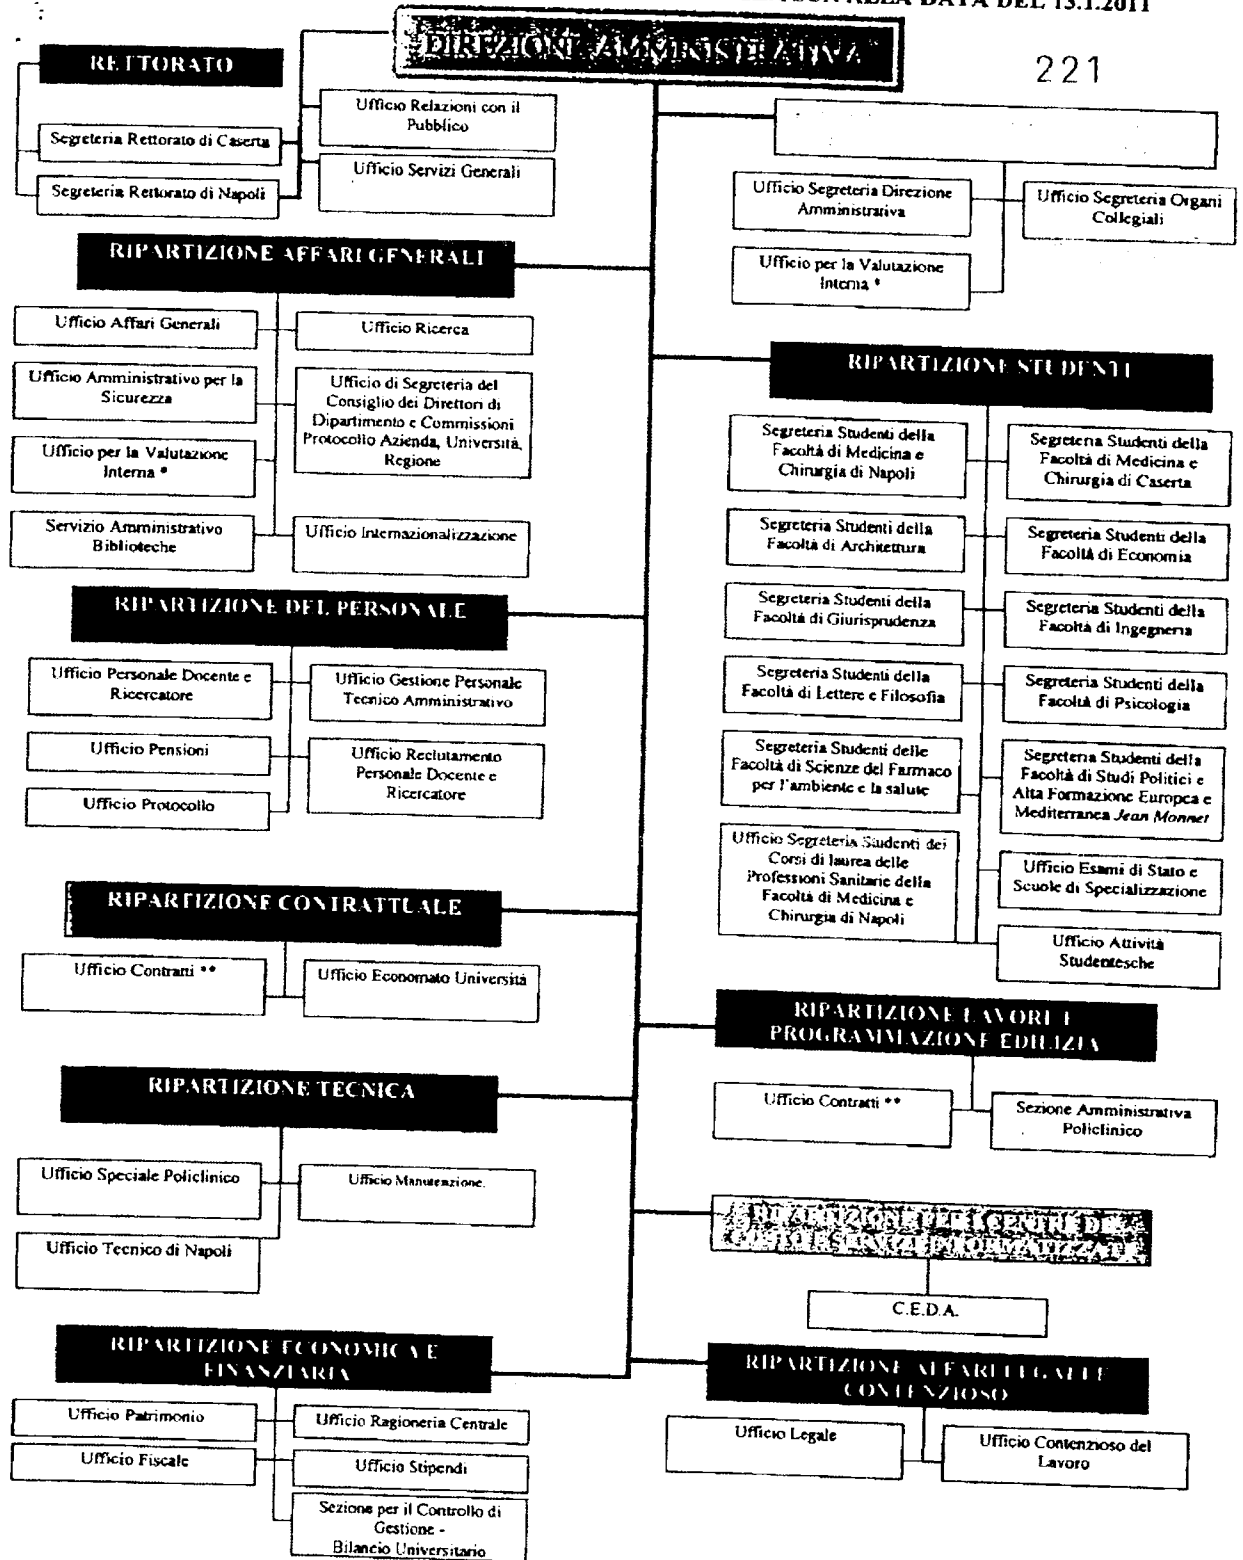 ALLA DATA DEL 13.1.2011
221
DIREZIONE AMMINISTRATIVA
RETTORATO
Segreteria Rettorato di Caserta
Segreteria Rettorato di Napoli
Ufficio Relazioni con il
Pubblico
Ufficio Servizi Generali
Ufficio Segreteria Direzione
Amministrativa
Ufficio Segreteria Organi
Collegiali
Ufficio per la Valutazione
Interna *
RIPARTIZIONE AFFARI GENERALI
Ufficio Affari Generali
Ufficio Ricerca
Ufficio Amministrativo per la
Sicurezza
Ufficio di Segreteria del
Consiglio dei Direttori di
Dipartimento e Commissioni
Protocollo Azienda, Università,
Regione
Ufficio per la Valutazione
Interna *
Servizio Amministrativo
Biblioteche
Ufficio Internazionalizzazione
RIPARTIZIONE STUDENTI
Segreteria Studenti della
Facoltà di Medicina e
Chirurgia di Napoli
Segreteria Studenti della
Facoltà di Medicina e
Chirurgia di Caserta
Segreteria Studenti della
Facoltà di Architettura
Segreteria Studenti della
Facoltà di Economia
Segreteria Studenti della
Facoltà di Giurisprudenza
Segreteria Studenti della
Facoltà di Ingegneria
Segreteria Studenti della
Facoltà di Lettere e Filosofia
Segreteria Studenti della
Facoltà di Psicologia
Segreteria Studenti delle
Facoltà di Scienze del Farmaco
per l'ambiente e la salute
Segreteria Studenti della
Facoltà di Studi Politici e
Alta Formazione Europea e
Mediterranea Jean Monnet
Ufficio Segreteria Studenti dei
Corsi di laurea delle
Professioni Sanitarie della
Facoltà di Medicina e
Chirurgia di Napoli
Ufficio Esami di Stato e
Scuole di Specializzazione
Ufficio Attività
Studentesche
RIPARTIZIONE DEL PERSONALE
Ufficio Personale Docente e
Ricercatore
Ufficio Gestione Personale
Tecnico Amministrativo
Ufficio Pensioni
Ufficio Reclutamento
Personale Docente e
Ricercatore
Ufficio Protocollo
RIPARTIZIONE CONTRATTUALE
Ufficio Contratti **
Ufficio Economato Università
RIPARTIZIONE LAVORI E
PROGRAMMAZIONE EDILIZIA
Ufficio Contratti **
Sezione Amministrativa
Policlinico
RIPARTIZIONE TECNICA
Ufficio Speciale Policlinico
Ufficio Manutenzione.
Ufficio Tecnico di Napoli
RIPARTIZIONE PER I CENTRI DI
COSTO E SERVIZI INFORMATIZZATI
C.E.D.A.
RIPARTIZIONE ECONOMICA E
FINANZIARIA
Ufficio Patrimonio
Ufficio Ragioneria Centrale
Ufficio Fiscale
Ufficio Stipendi
Sezione per il Controllo di
Gestione -
Bilancio Universitario
RIPARTIZIONE AFFARI LEGALI E
CONTENZIOSO
Ufficio Legale
Ufficio Contenzioso del
Lavoro